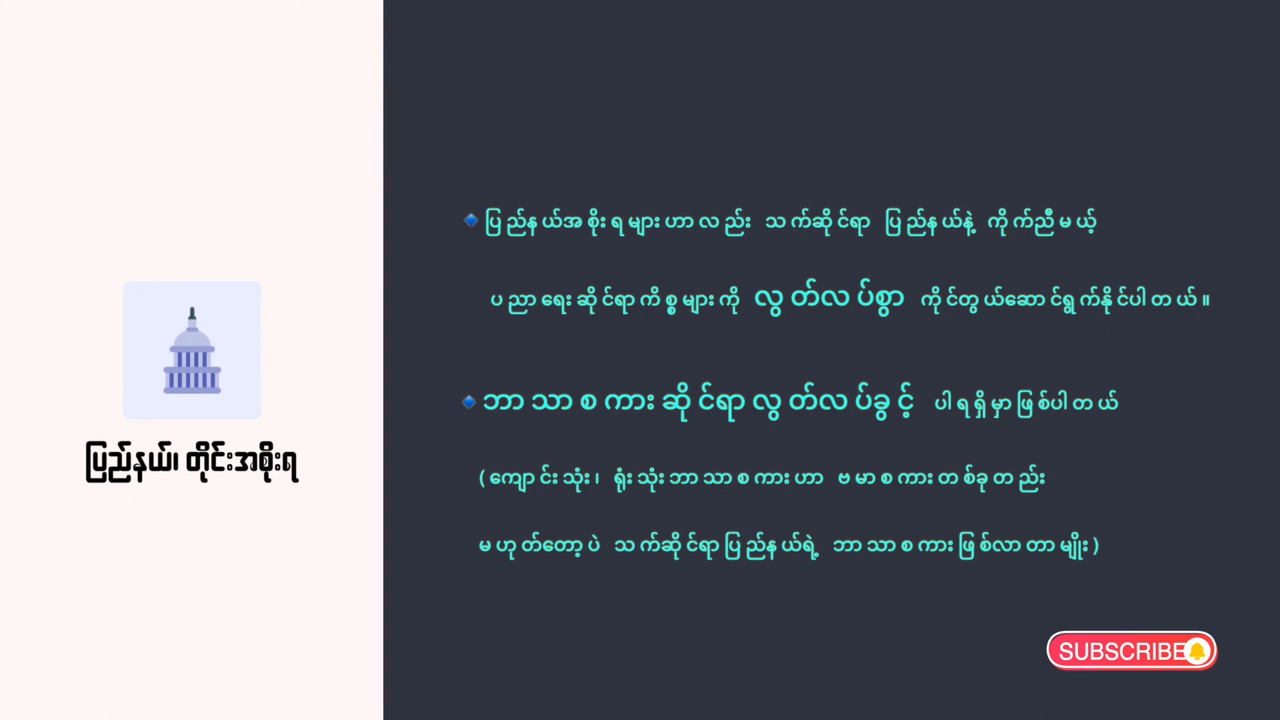 ပြည်နယ်၊ တိုင်းအစိုးရ
ပြည်နယ်အစိုးရများဟာလည်း သက်ဆိုင်ရာ ပြည်နယ်နဲ့ ကိုက်ညီမယ့်
ပညာရေးဆိုင်ရာကိစ္စများကို လွတ်လပ်စွာ ကိုင်တွယ်ဆောင်ရွက်နိုင်ပါတယ်။
ဘာသာစကားဆိုင်ရာလွတ်လပ်ခွင့် ပါရရှိမှာဖြစ်ပါတယ်
(ကျောင်းသုံး၊ ရုံးသုံးဘာသာစကားဟာ ဗမာစကားတစ်ခုတည်း
မဟုတ်တော့ပဲ သက်ဆိုင်ရာပြည်နယ်ရဲ့ ဘာသာစကားဖြစ်လာတာမျိုး)
SUBSCRIBE